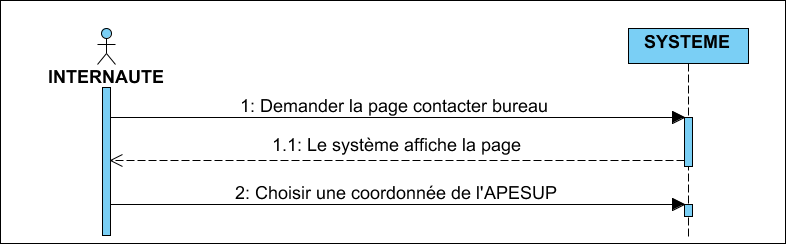 SYSTEME
INTERNAUTE
1: Demander la page contacter bureau
1.1: Le système affiche la page
2: Choisir une coordonnée de l'APESUP